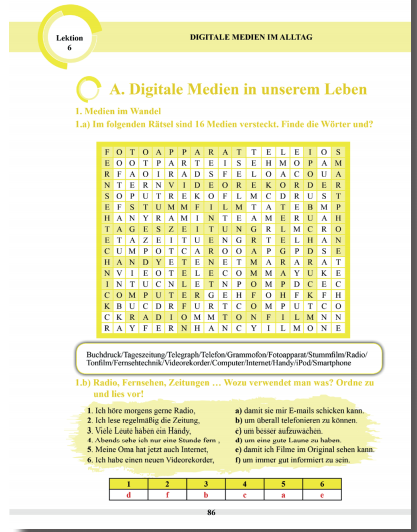 Lektion
6
DIGITALE MEDIEN IM ALLTAG
A. Digitale Medien in unserem Leben
1. Medien im Wandel
1.a) Im folgenden Rätsel sind 16 Medien versteckt. Finde die Wörter und?
F O T O A P P A R A T T E L E I O S
E O O T P A R T E I S E H M O P A M
R F A O I R A D S F E L O A C O U A
N T E R N V I D E O R E K O R D E R
S O P U T R E K O F L M C D R U S T
E F S T U M M F I L M T A T E B M P
H A N Y R A M I N T E A M E R U A H
T A G E S Z E I T U N G R L M C R O
E T A Z E I T U E N G R T E L H A N
C U M P O T C A R O O A P G P D S E
H A N D Y E T E N E T M A R A R A T
N V I E O T E L E C O M M A Y U K E
I N T U C N L E T N P O M P D C E C
C O M P U T E R G E H F O H F K F H
K B U C D R F U R T C O M P U T C O
C K R A D I O M M T O N F I L M N N
R A Y F E R N H A N C Y I L M O N E
Buchdruck/Tageszeitung/Telegraph/Telefon/Grammofon/Fotoapparat/Stummfilm/Radio/
Tonfilm/Fernsehtechnik/Videorekorder/Computer/Internet/Handy/iPod/Smartphone
1.b) Radio, Fernsehen, Zeitungen ... Wozu verwendet man was? Ordne zu
und lies vor!
1. Ich höre morgens gerne Radio,
2. Ich lese regelmäßig die Zeitung,
3. Viele Leute haben ein Handy,
4. Abends sehe ich nur eine Stunde fern ,
5. Meine Oma hat jetzt auch Internet,
6. Ich habe einen neuen Videorekorder,
a) damit sie mir E-mails schicken kann.
b) um überall telefonieren zu können.
c) um besser aufzuwachen.
d) um eine gute Laune zu haben.
e) damit ich Filme im Original sehen kann.
f) um immer gut informiert zu sein.
1 2 3 4 5 6
d f b c a e
86